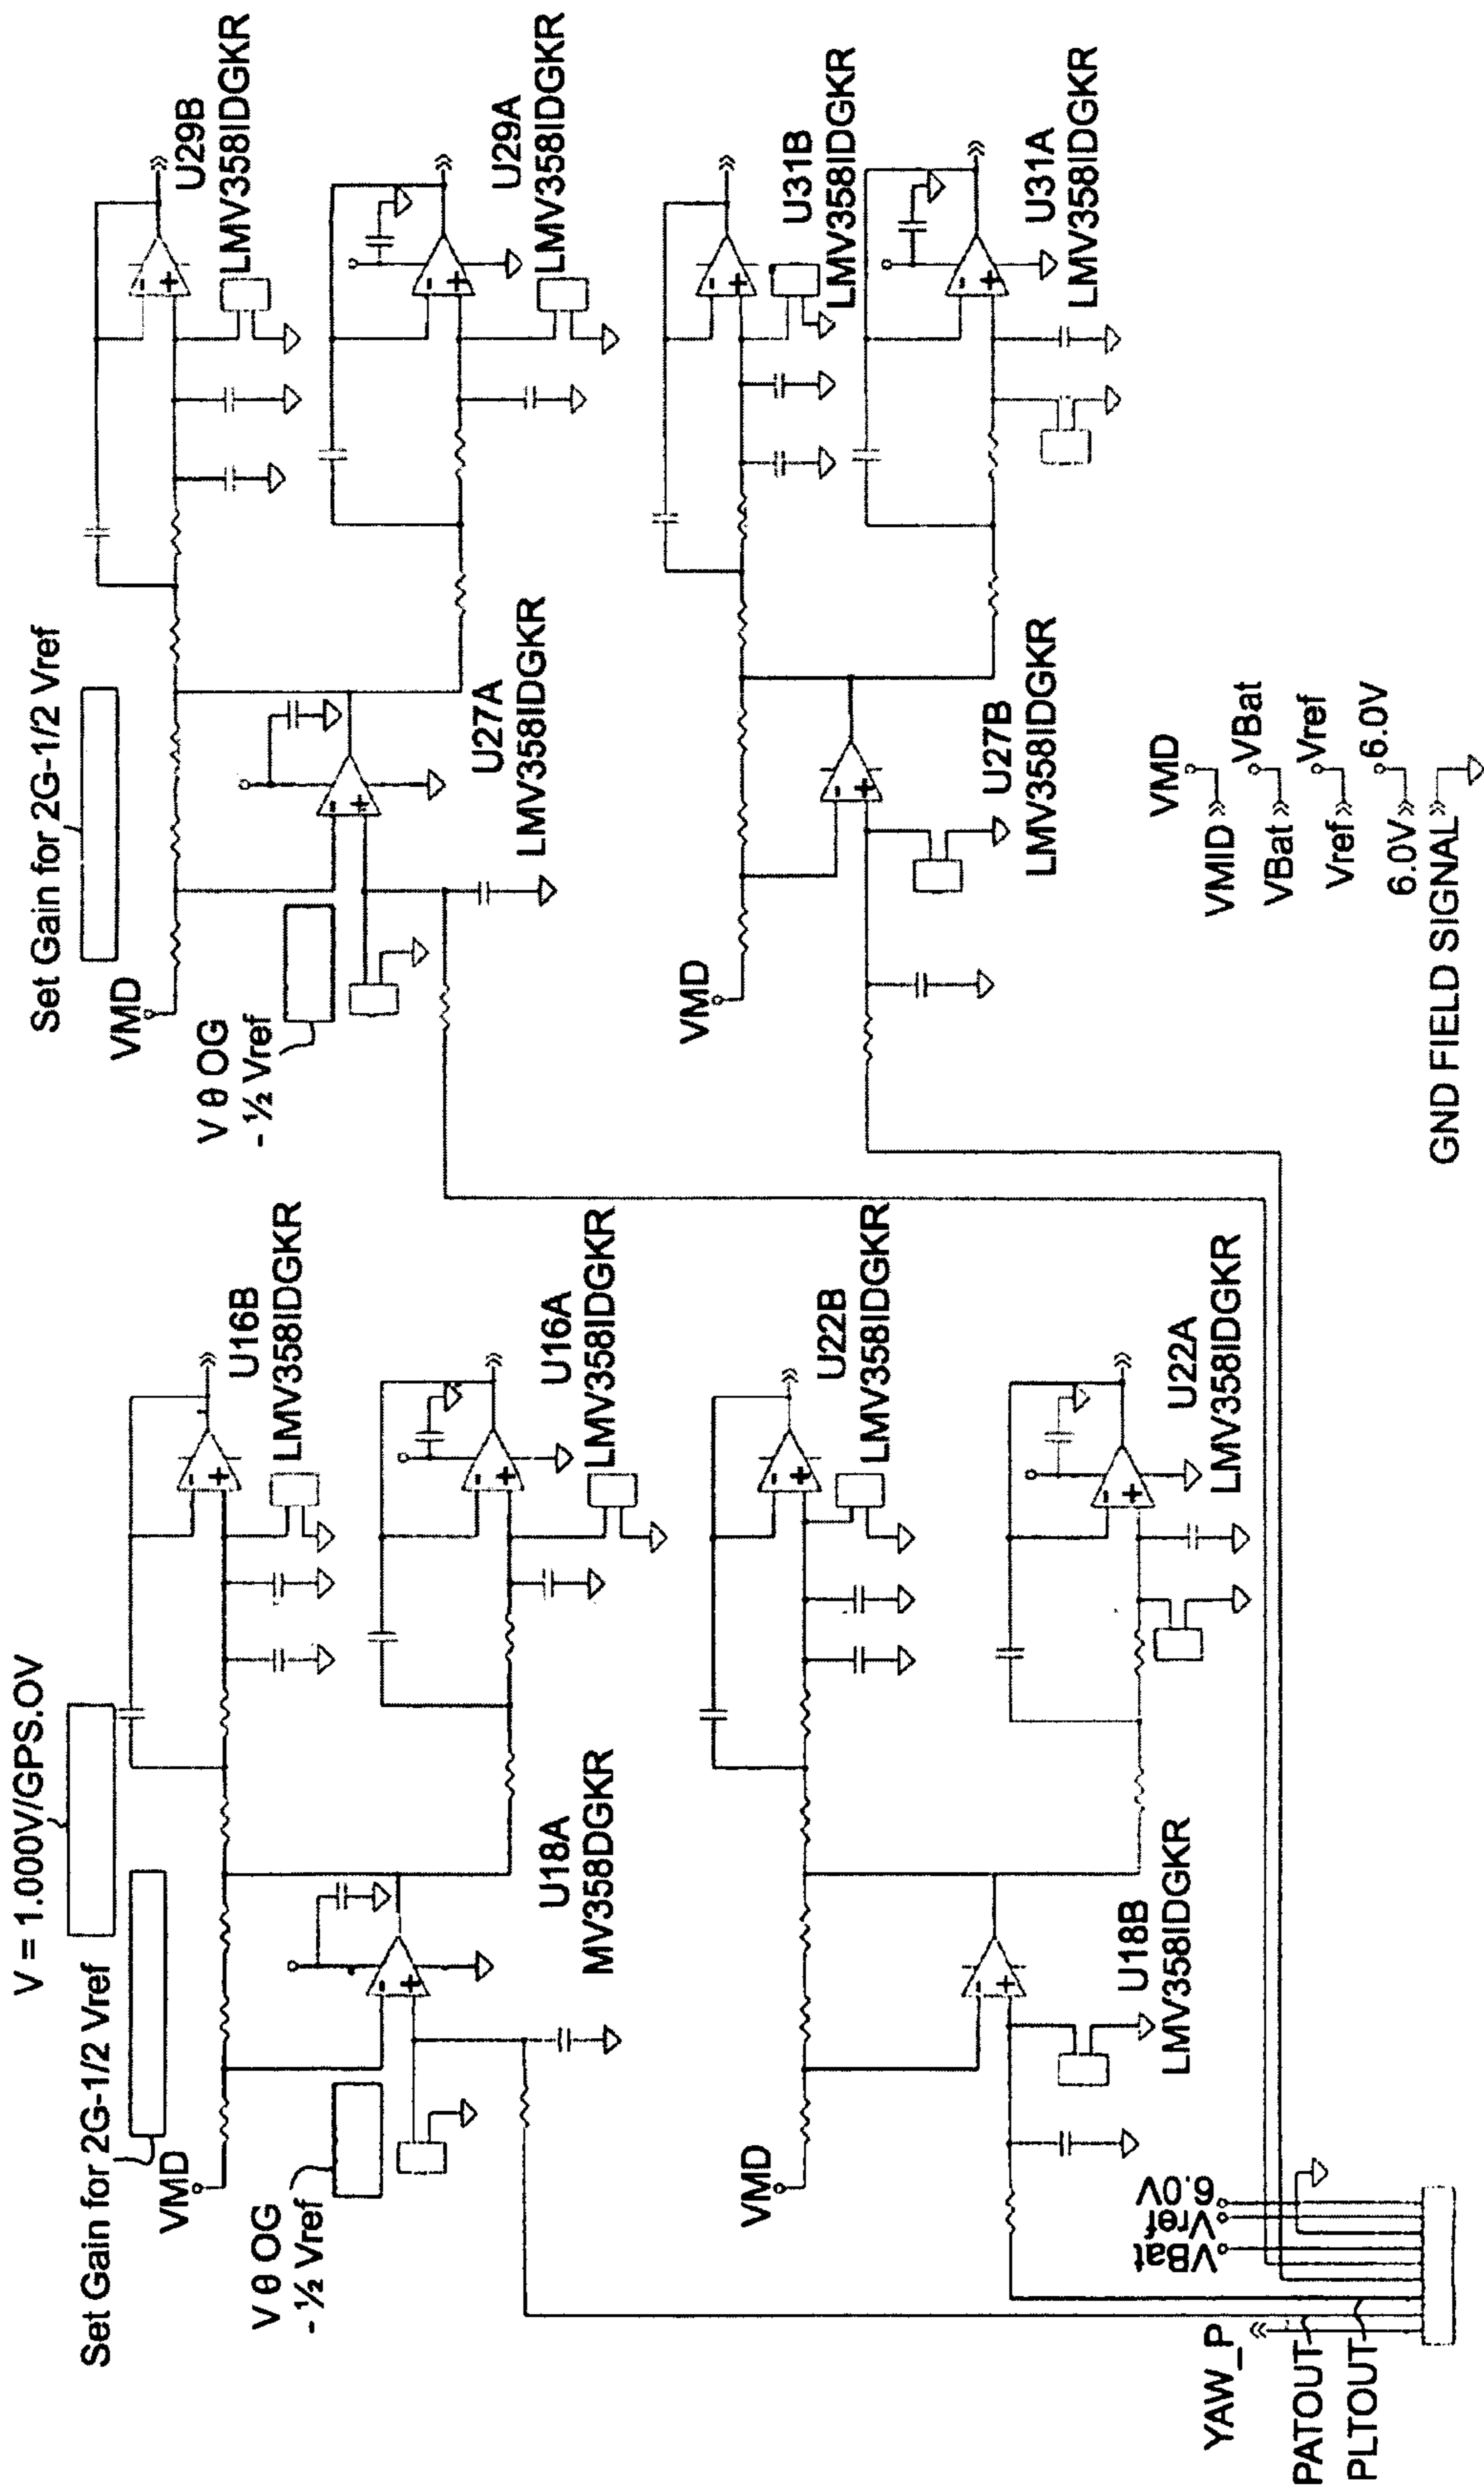 V = 1.000V/GPS.OV
Set Gain for 2G-1/2 Vref
VMD
V θ OG
- ½ Vref
U18A
MV358DGKR
U16B
LMV358IDGKR
U16A
LMV358IDGKR
VMD
U18B
LMV358IDGKR
U22B
LMV358IDGKR
U22A
LMV358IDGKR
YAW_P
PATOUT
PLTOUT
VBat
Vref
6.0V
Set Gain for 2G-1/2 Vref
VMD
V θ OG
- ½ Vref
U27A
LMV358IDGKR
U29B
LMV358IDGKR
U29A
LMV358IDGKR
VMD
U27B
LMV358IDGKR
U31B
LMV358IDGKR
U31A
LMV358IDGKR
VMID
VMD
VBat
VBat
Vref
Vref
6.0V
6.0V
GND FIELD SIGNAL